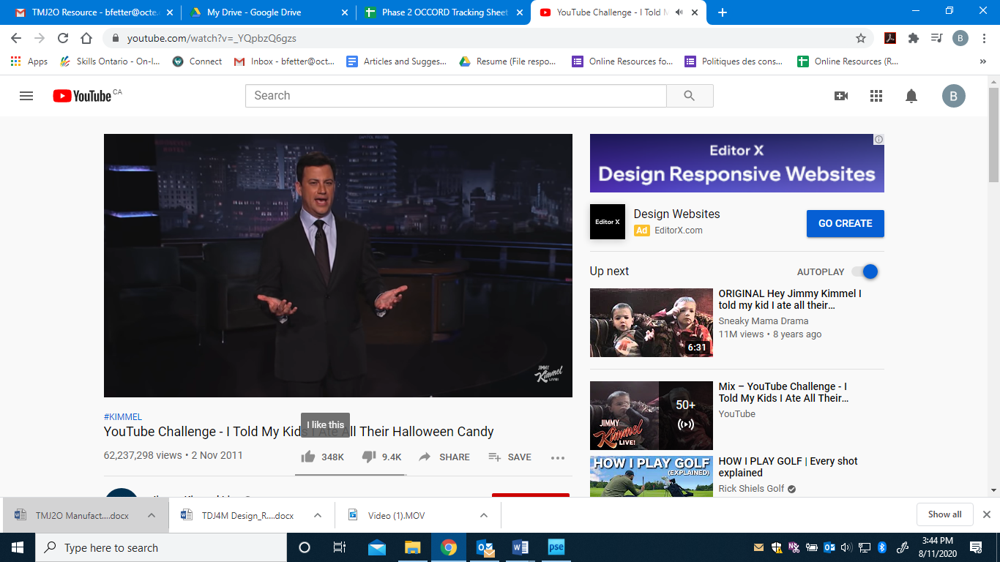 TMJ2O Resource - bfetter@octe.
My Drive - Google Drive
Phase 2 OCCORD Tracking Sheet
YouTube Challenge - I Told M
youtube.com/watch?v=_YQpbzQ6gzs
B
Apps
Skills Ontario - On-l...
Connect
Inbox - bfetter@oct...
Articles and Sugges...
Resume (File respo...
Online Resources fo...
Politiques des cons...
Online Resources (R...
»
YouTube CA
Search
B
JIMMY
Kimmel
LIVE!
Editor X
Design Responsive Websites
Editor X
Design Websites
Ad EditorX.com
GO CREATE
Up next
AUTOPLAY
ORIGINAL Hey Jimmy Kimmel I
told my kid I ate all their...
Sneaky Mama Drama
11M views • 8 years ago
6:31
Mix – YouTube Challenge - I
Told My Kids I Ate All Their...
YouTube
50+
JIMMY
Kimmel
LIVE!
HOW I PLAY GOLF
(EXPLAINED)
HOW I PLAY GOLF | Every shot
explained
Rick Shiels Golf
#KIMMEL
I like this
YouTube Challenge - I Told My Kids I Ate All Their Halloween Candy
62,237,298 views • 2 Nov 2011
348K
9.4K
SHARE
SAVE
TMJ2O Manufact....docx
TDJ4M Design_R....docx
Video (1).MOV
Show all
Type here to search
pse
3:44 PM
8/11/2020